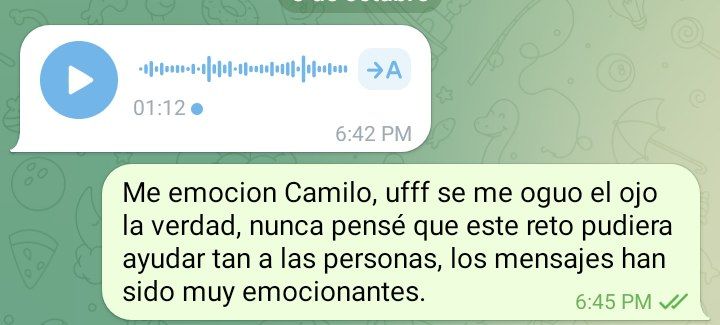 →A
01:12
6:42 PM
Me emocion Camilo, ufff se me oguo el ojo
la verdad, nunca pensé que este reto pudiera
ayudar tan a las personas, los mensajes han
sido muy emocionantes.
6:45 PM